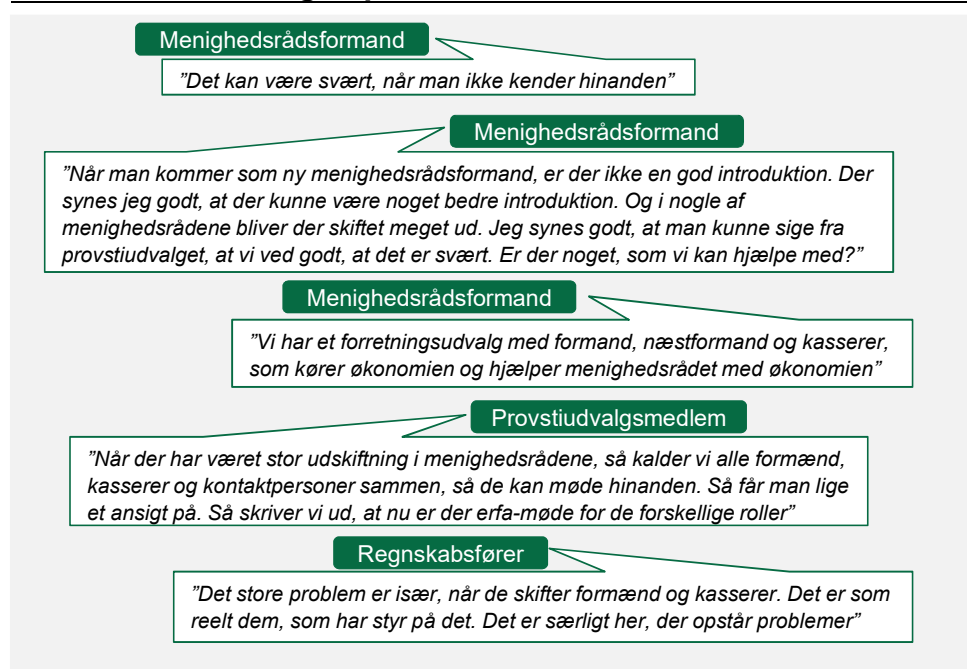 Menighedsrådsformand
”Det kan være svært, når man ikke kender hinanden”
Menighedsrådsformand
”Når man kommer som ny menighedsrådsformand, er der ikke en god introduktion. Der
synes jeg godt, at der kunne være noget bedre introduktion. Og i nogle af
menighedsrådene bliver der skiftet meget ud. Jeg synes godt, at man kunne sige fra
provstiudvalget, at vi ved godt, at det er svært. Er der noget, som vi kan hjælpe med?”
Menighedsrådsformand
”Vi har et forretningsudvalg med formand, næstformand og kasserer,
som kører økonomien og hjælper menighedsrådet med økonomien”
Provstiudvalgsmedlem
”Når der har været stor udskiftning i menighedsrådene, så kalder vi alle formænd,
kasserer og kontaktpersoner sammen, så de kan møde hinanden. Så får man lige
et ansigt på. Så skriver vi ud, at nu er der erfa-møde for de forskellige roller”
Regnskabsfører
”Det store problem er især, når de skifter formænd og kasserer. Det er som
reelt dem, som har styr på det. Det er særligt her, der opstår problemer”